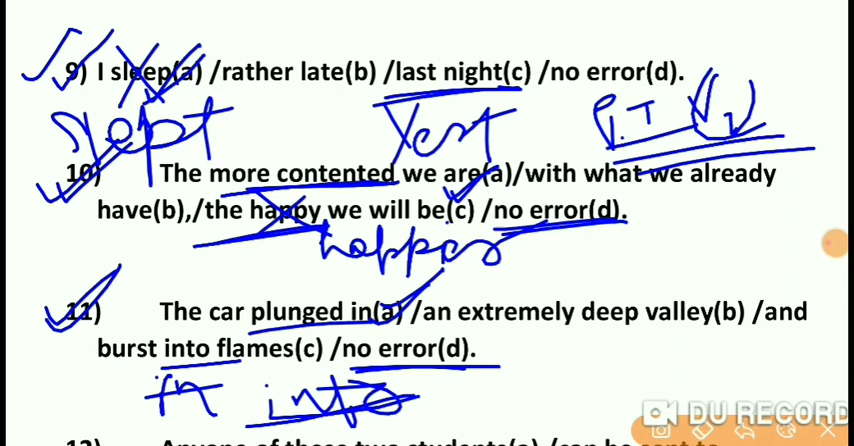 9) I sleep(a) /rather late(b) /last night(c) /no error(d).
slept Yest P.T (V2)
10) The more contented we are(a)/with what we already
have(b),/the happy we will be(c) /no error(d).
happier
11) The car plunged in(a) /an extremely deep valley(b) /and
burst into flames(c) /no error(d).
in into
DU RECORD